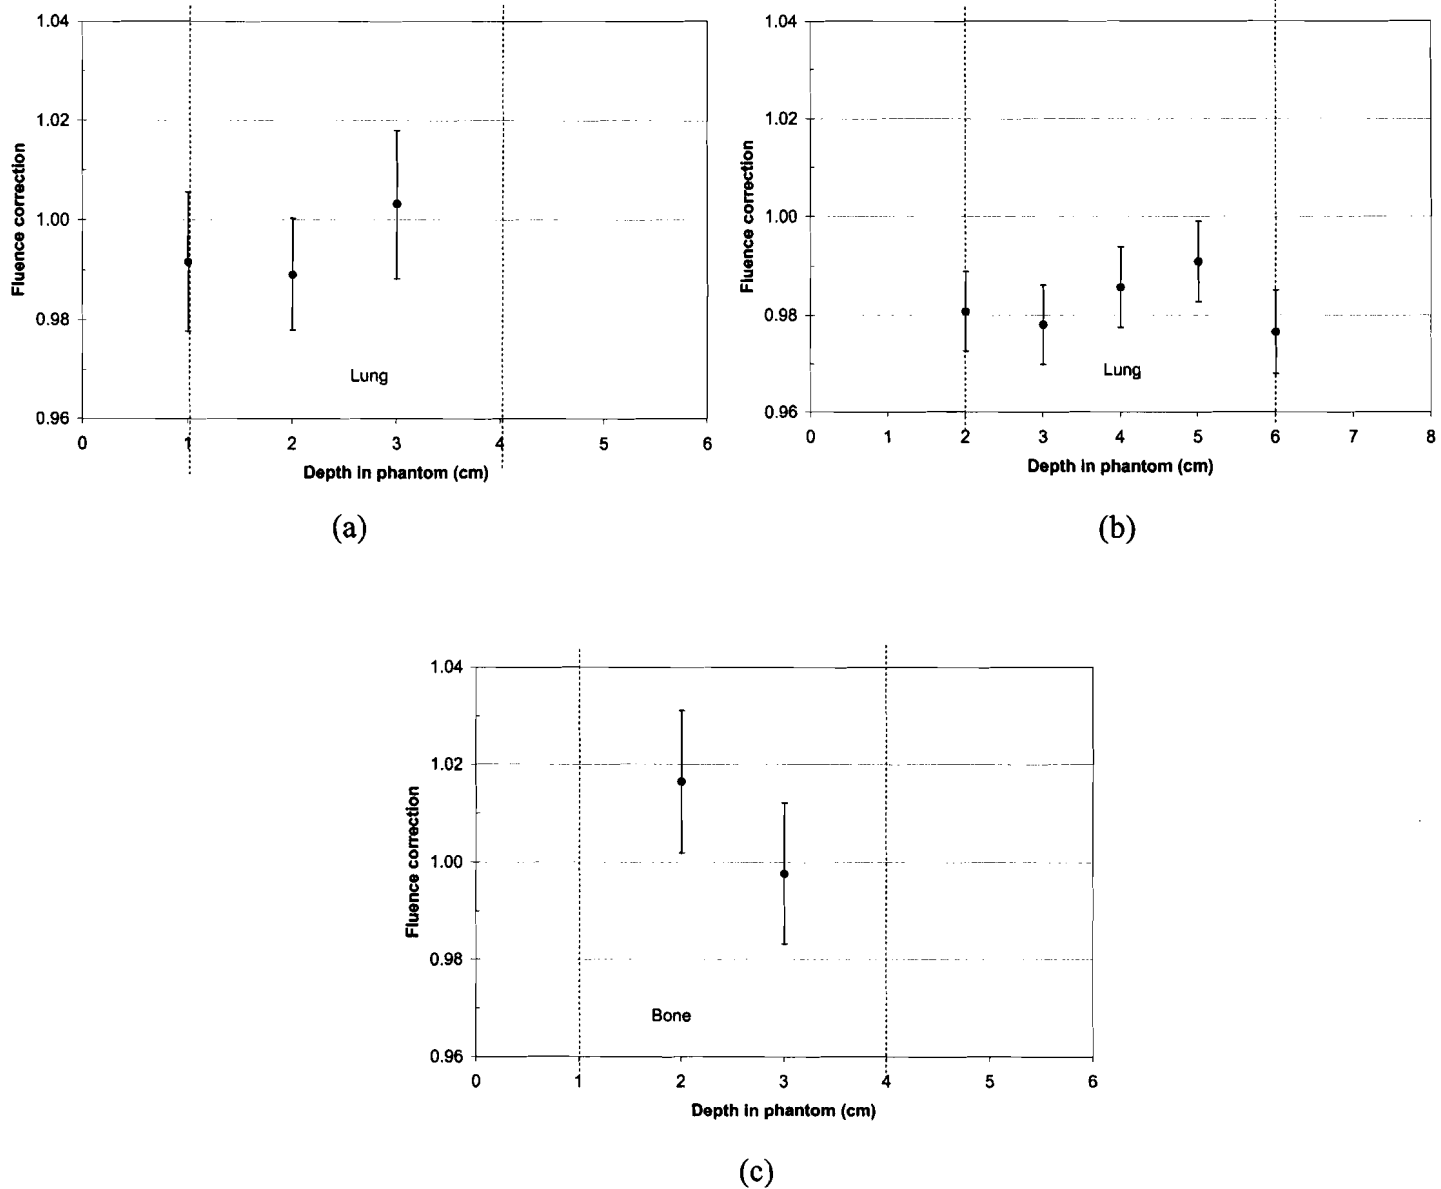 1.04
1.02
1.00
0.98
0.96
Fluence correction
Lung
0 1 2 3 4 5 6
Depth in phantom (cm)
(a)
1.04
1.02
1.00
0.98
0.96
Fluence correction
Lung
0 1 2 3 4 5 6 7 8
Depth in phantom (cm)
(b)
1.04
1.02
1.00
0.98
0.96
Fluence correction
Bone
0 1 2 3 4 5 6
Depth in phantom (cm)
(c)